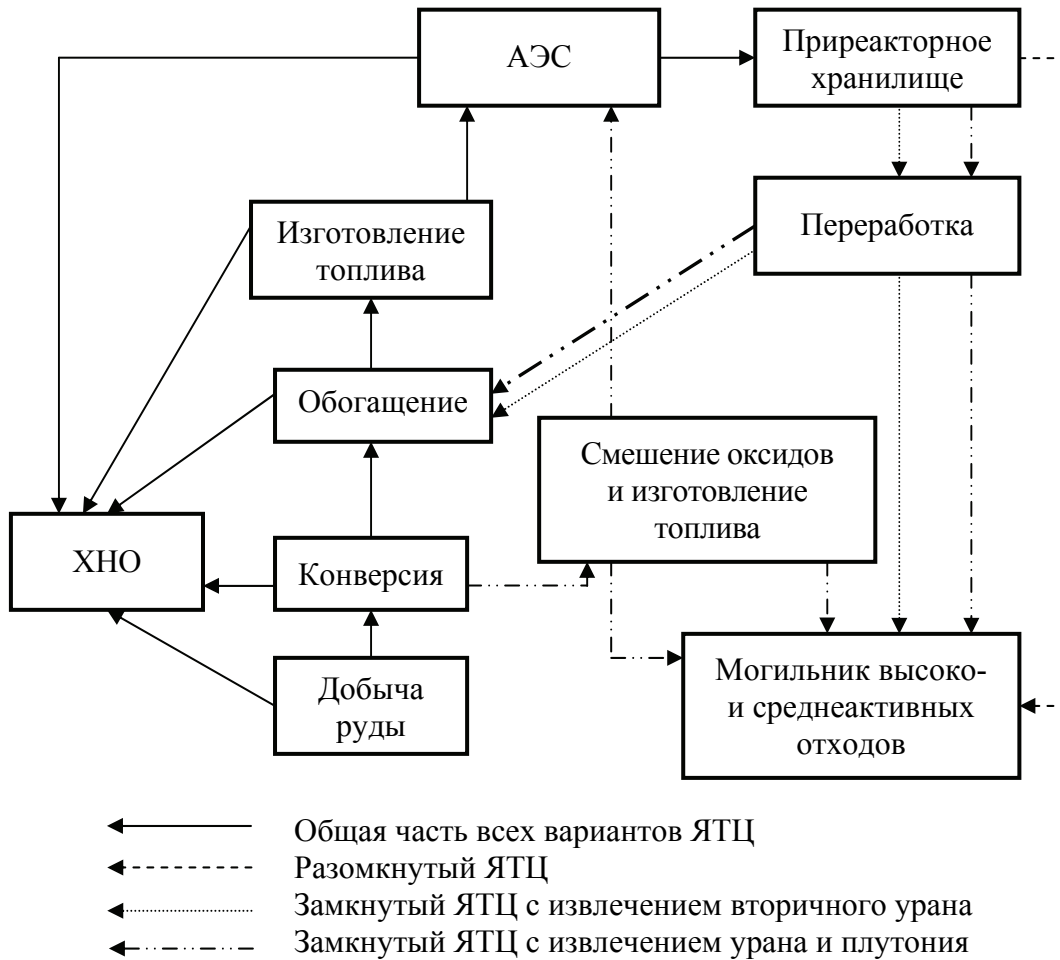 АЭС
Приреакторное
хранилище
Изготовление
топлива
Переработка
Обогащение
Смешение оксидов
и изготовление
топлива
ХНО
Конверсия
Добыча
руды
Могильник высоко-
и среднеактивных
отходов
Общая часть всех вариантов ЯТЦ
Разомкнутый ЯТЦ
Замкнутый ЯТЦ с извлечением вторичного урана
Замкнутый ЯТЦ с извлечением урана и плутония